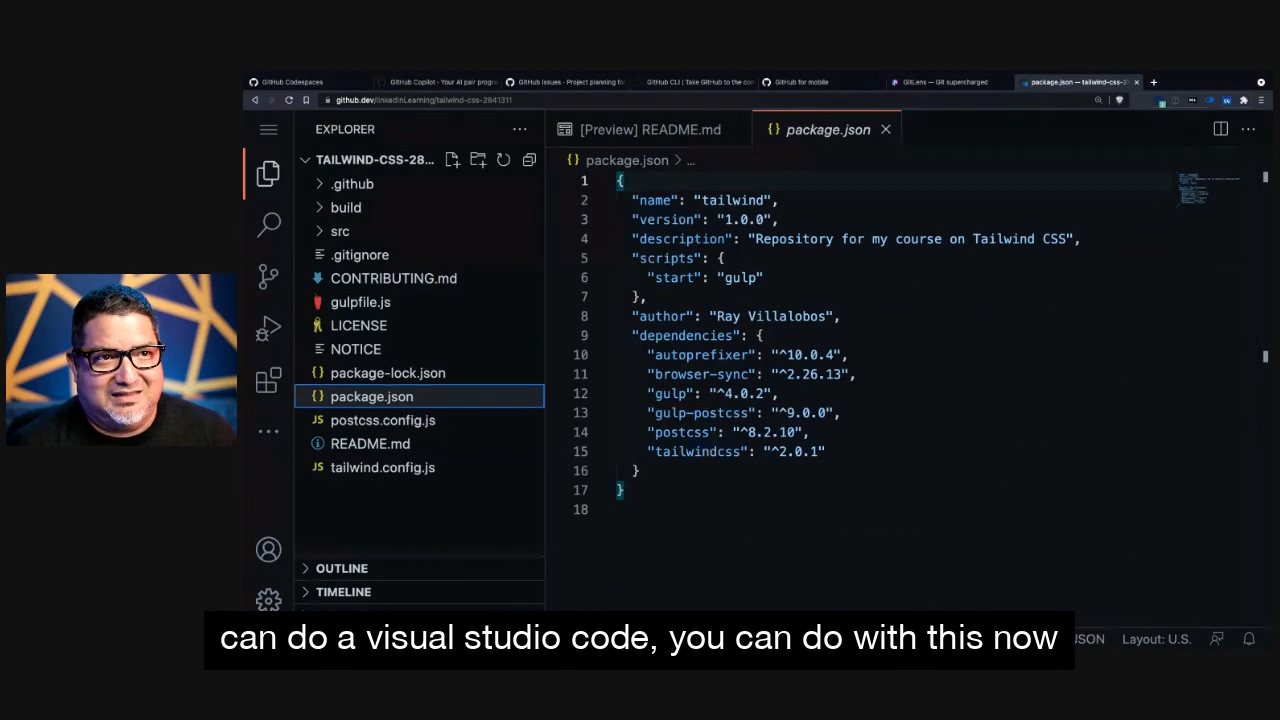 GitHub Codespaces
GitHub Copilot · Your AI pair progra
GitHub Issues · Project planning for
GitHub CLI | Take GitHub to the com
GitHub for mobile
GitLens — Git supercharged
package.json — tailwind-css-2
github.dev/linkedinLearning/tailwind-css-2841311
EXPLORER
[Preview] README.md
package.json
TAILWIND-CSS-28...
.github
build
src
.gitignore
CONTRIBUTING.md
gulpfile.js
LICENSE
NOTICE
package-lock.json
package.json
postcss.config.js
README.md
tailwind.config.js
OUTLINE
TIMELINE
package.json > ...
1 {
2 "name": "tailwind",
3 "version": "1.0.0",
4 "description": "Repository for my course on Tailwind CSS",
5 "scripts": {
6 "start": "gulp"
7 },
8 "author": "Ray Villalobos",
9 "dependencies": {
10 "autoprefixer": "^10.0.4",
11 "browser-sync": "^2.26.13",
12 "gulp": "^4.0.2",
13 "gulp-postcss": "^9.0.0",
14 "postcss": "^8.2.10",
15 "tailwindcss": "^2.0.1"
16 }
17 }
18
can do a visual studio code, you can do with this now
JSON Layout: U.S.